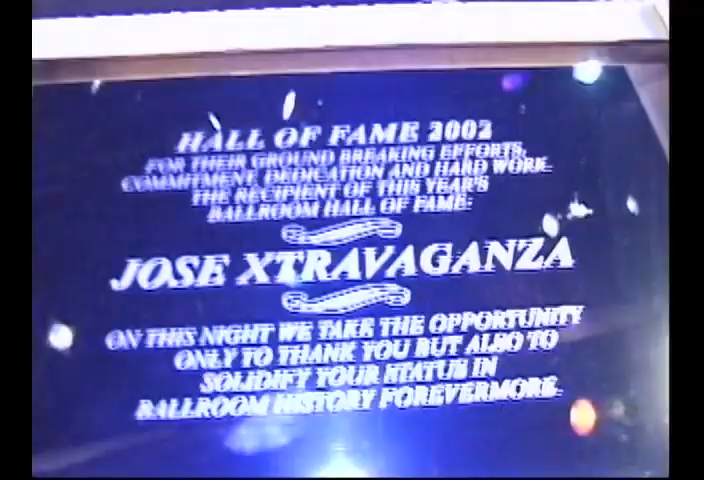 HALL OF FAME 2002
FOR THEIR GROUND BREAKING EFFORTS,
COMMITMENT, DEDICATION AND HARD WORK.
THE RECIPIENT OF THIS YEAR'S
BALLROOM HALL OF FAME:
JOSE XTRAVAGANZA
ON THIS NIGHT WE TAKE THE OPPORTUNITY
ONLY TO THANK YOU BUT ALSO TO
SOLIDIFY YOUR STATUS IN
BALLROOM HISTORY FOREVERMORE.